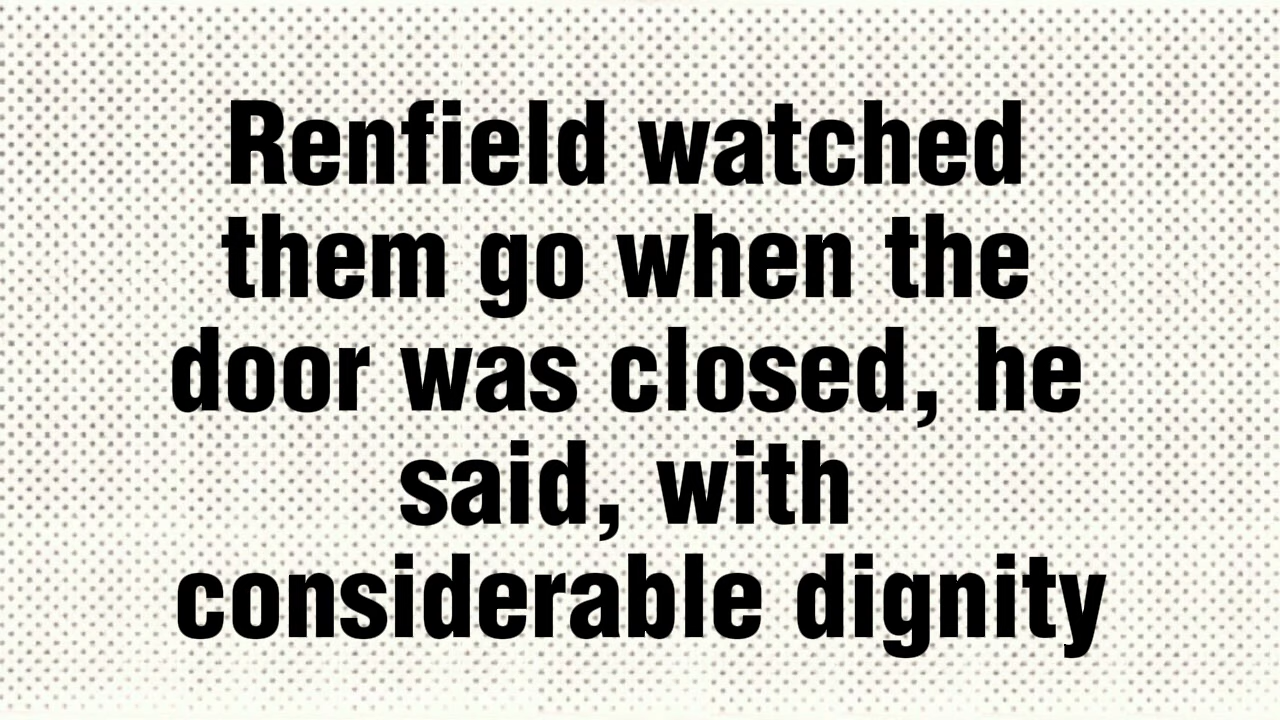 Renfield watched
them go when the
door was closed, he
said, with
considerable dignity